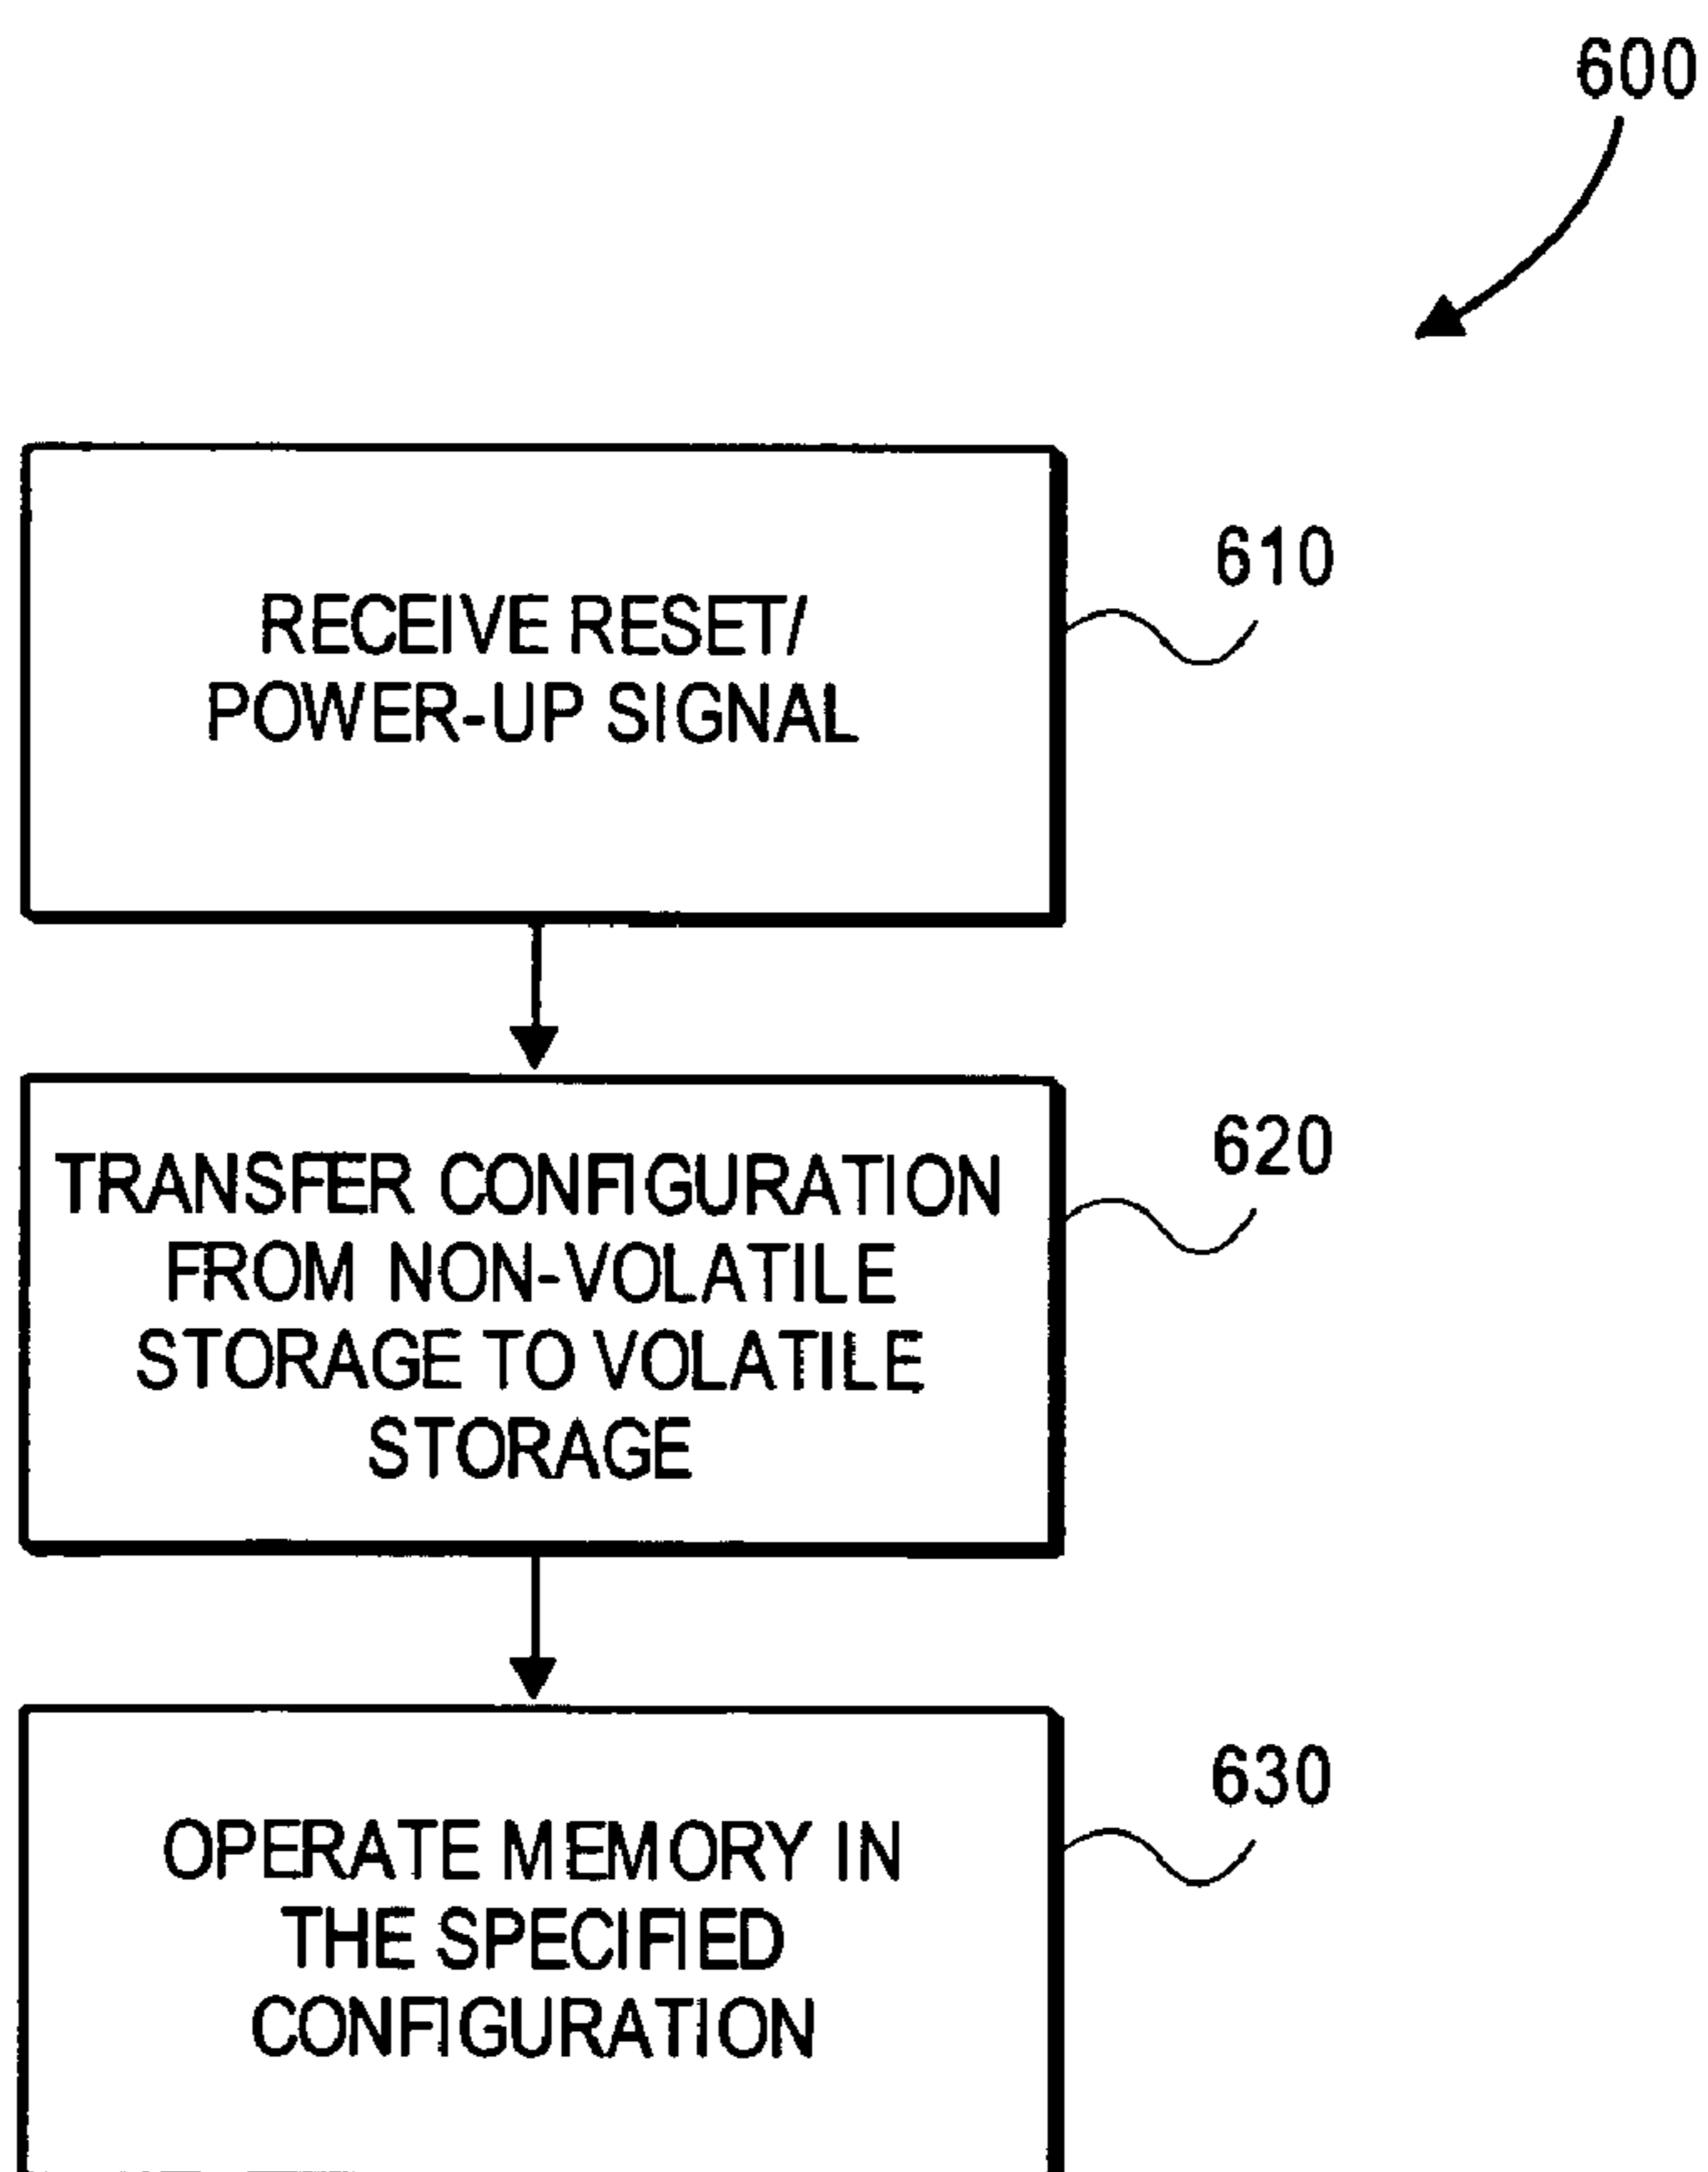 600
610
RECEIVE RESET/
POWER-UP SIGNAL
620
TRANSFER CONFIGURATION
FROM NON-VOLATILE
STORAGE TO VOLATILE
STORAGE
630
OPERATE MEMORY IN
THE SPECIFIED
CONFIGURATION